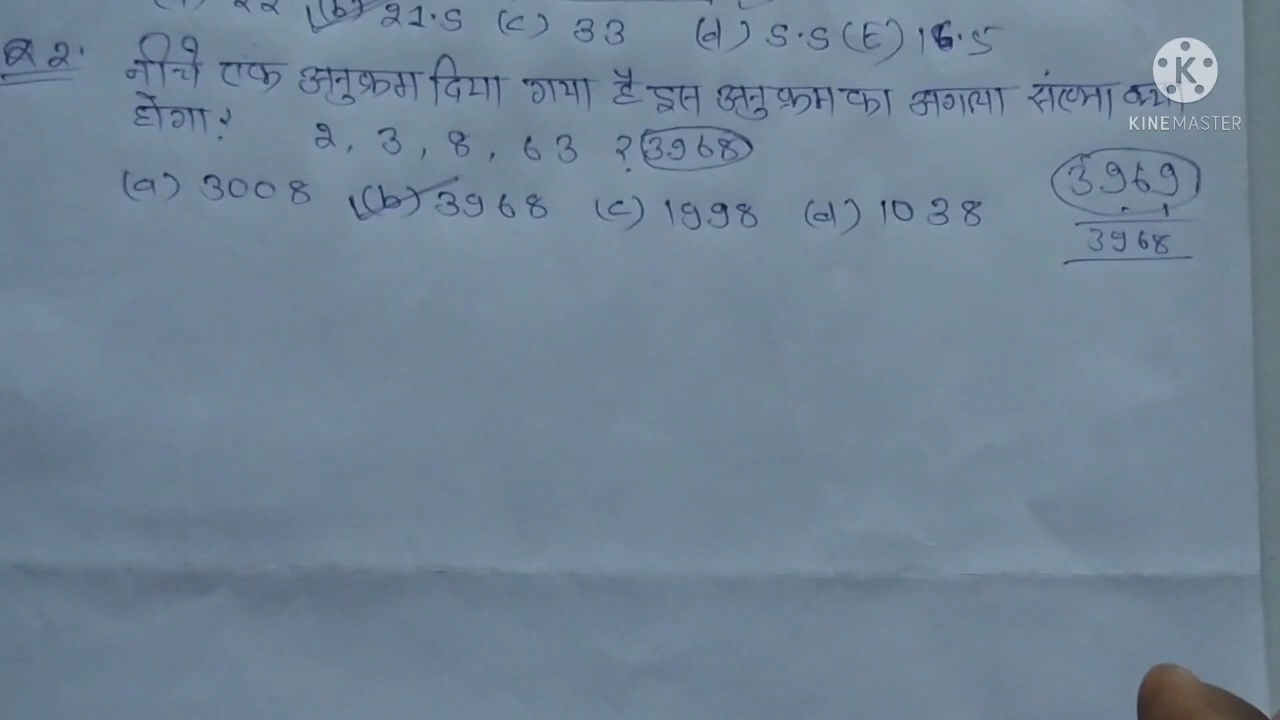 (b) 21.5 (c) 33 (d) 5.5 (E) 16.5
Q 2. नीचे एक अनुक्रम दिया गया है इस अनुक्रम का अगला संख्या क्या
होगा?
2, 3, 8, 63 ? 3968
(a) 3008 (b) 3968 (c) 1998 (d) 1038
3969
- 1
3968
K
KINEMASTER